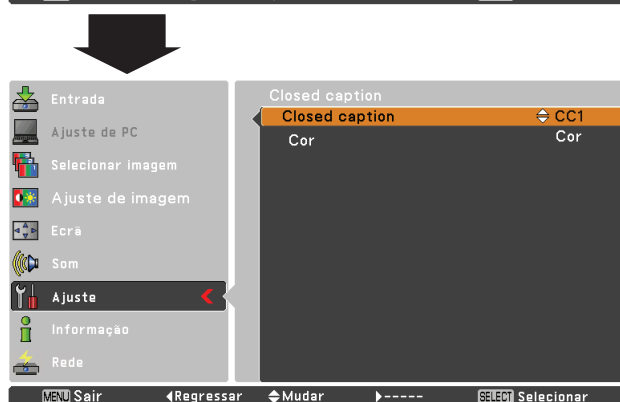 Entrada
Ajuste de PC
Selecionar imagem
Ajuste de imagem
Ecrã
Som
Ajuste
Informação
Rede
Closed caption
Closed caption CC1
Cor Cor
MENU Sair Regressar Mudar ----- SELECT Selecionar